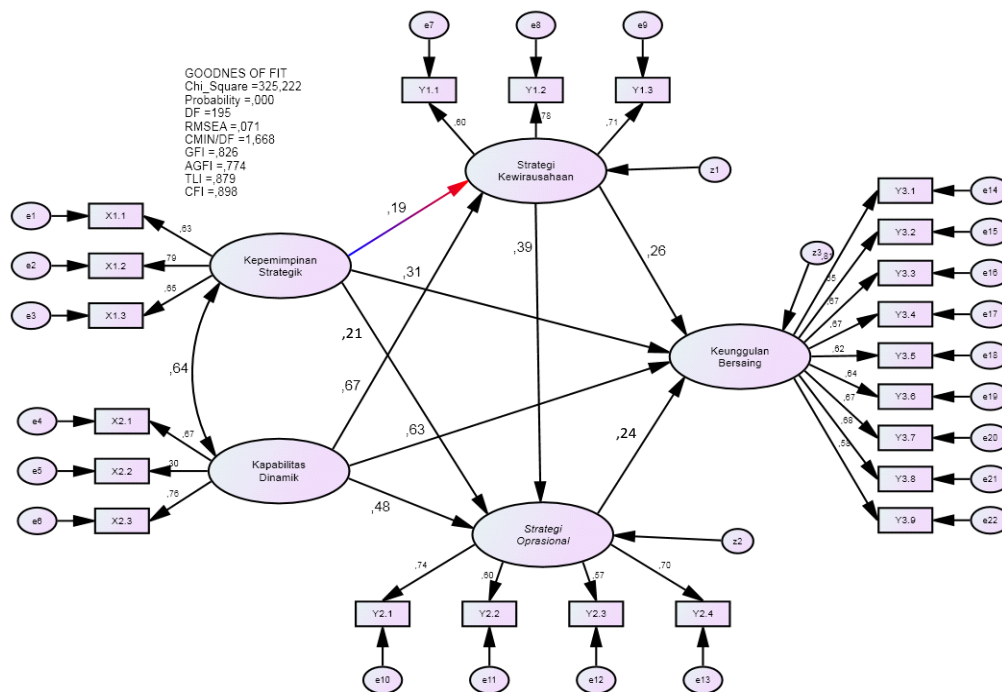 GOODNES OF FIT
Chi_Square =325,222
Probability =,000
DF =195
RMSEA =,071
CMIN/DF =1,668
GFI =,826
AGFI =,774
TLI =,879
CFI =,898
e7
e8
e9
Y1.1
Y1.2
Y1.3
,60
,78
,71
Strategi
Kewirausahaan
z1
e1
X1.1
,63
e2
X1.2
,79
e3
X1.3
,65
Kepemimpinan
Strategik
,19
,31
,21
,39
,26
,64
,67
,63
,48
,24
e4
X2.1
,67
e5
X2.2
,30
e6
X2.3
,76
Kapabilitas
Dinamik
z3
Keunggulan
Bersaing
Y3.1
e14
Y3.2
e15
Y3.3
e16
,67
Y3.4
e17
,67
Y3.5
e18
,62
Y3.6
e19
,64
Y3.7
e20
,67
Y3.8
e21
,68
Y3.9
e22
,58
Strategi
Oprasional
z2
,74
,60
,57
,70
Y2.1
Y2.2
Y2.3
Y2.4
e10
e11
e12
e13